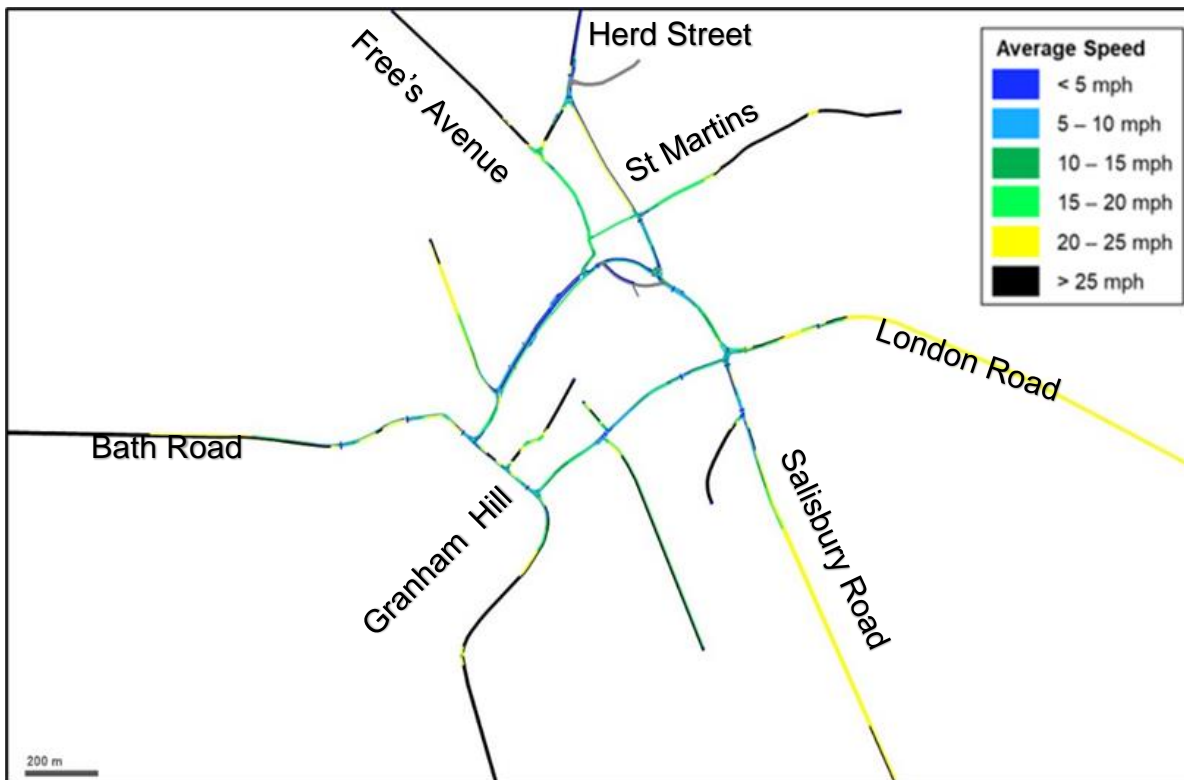 Herd Street
Free's Avenue
St Martins
Average Speed
< 5 mph
5 – 10 mph
10 – 15 mph
15 – 20 mph
20 – 25 mph
> 25 mph
London Road
Bath Road
Granham Hill
Salisbury Road
200 m